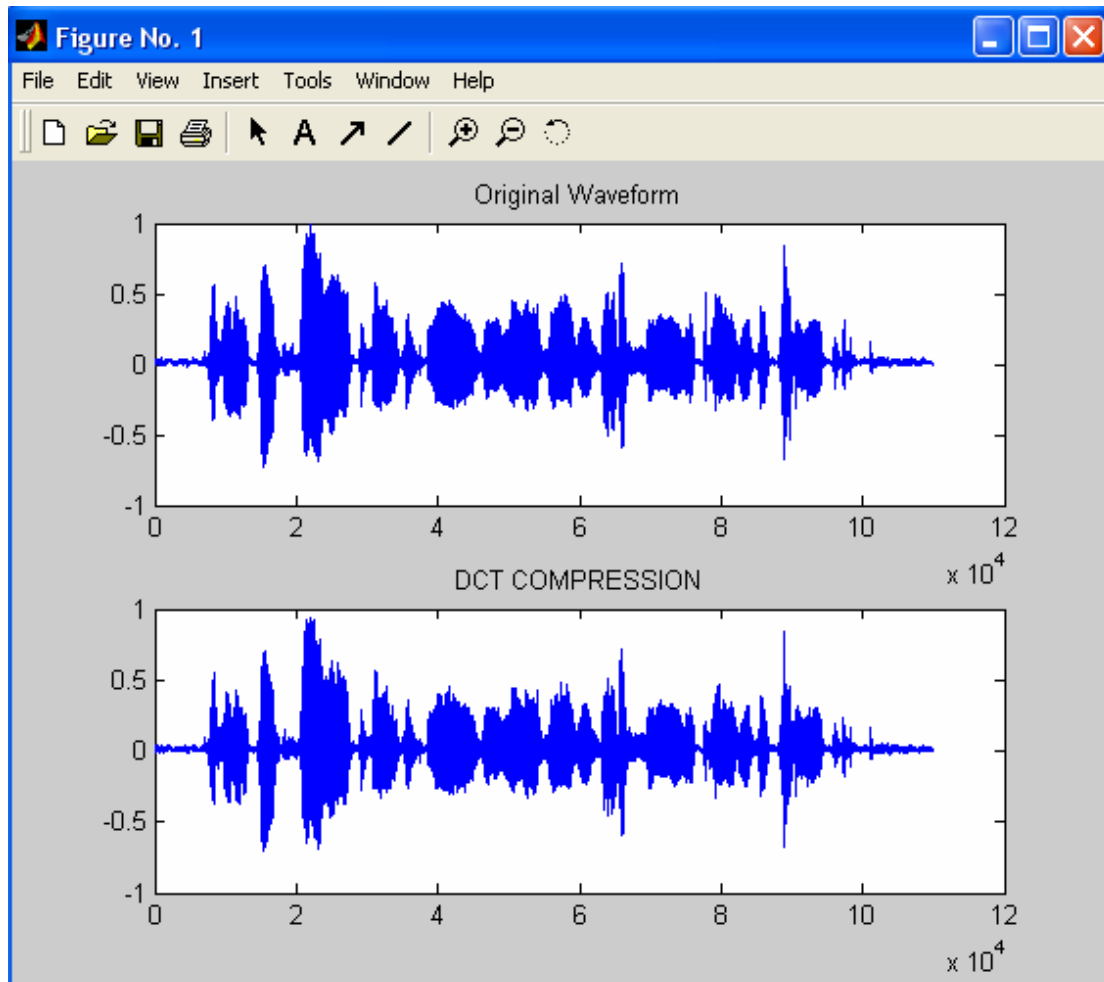 Figure No. 1
File Edit View Insert Tools Window Help
A
Original Waveform
1
0.5
0
-0.5
-1
0 2 4 6 8 10 12
x 10^4
DCT COMPRESSION
1
0.5
0
-0.5
-1
0 2 4 6 8 10 12
x 10^4